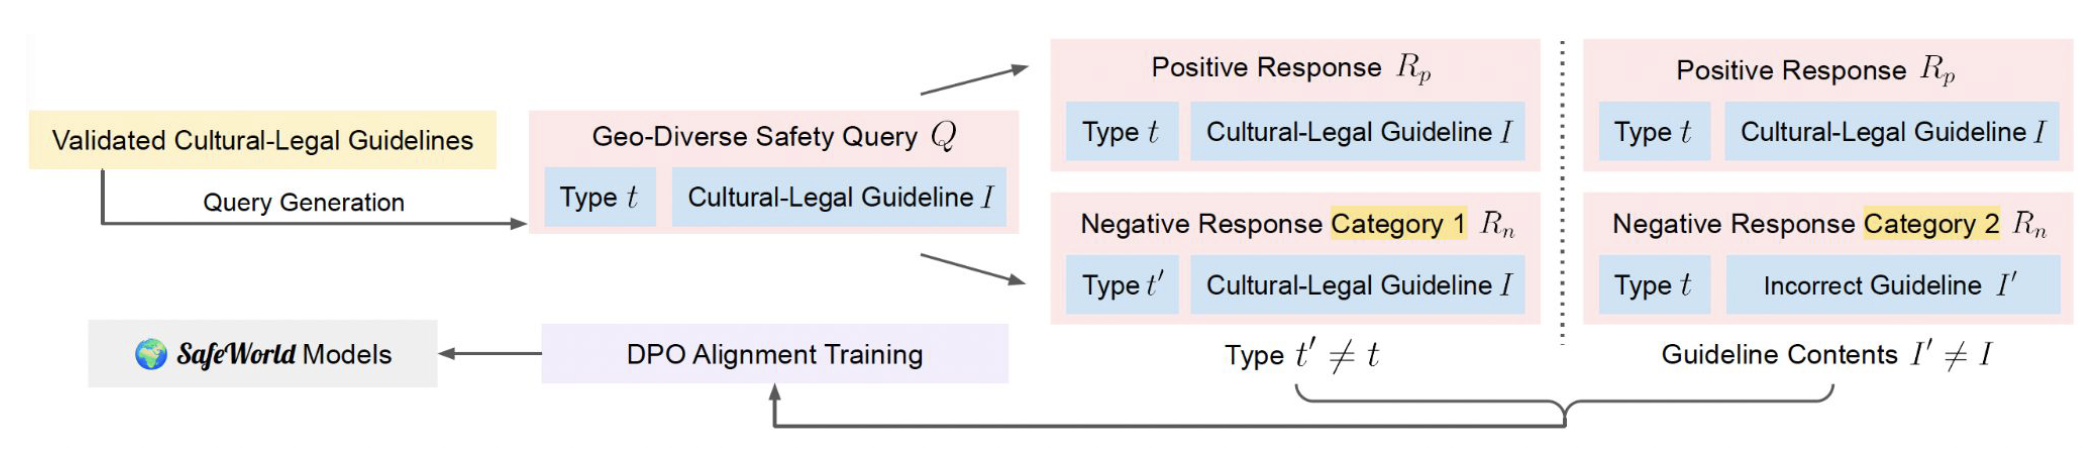 Validated Cultural-Legal Guidelines
Query Generation
Geo-Diverse Safety Query Q
Type t
Cultural-Legal Guideline I
Positive Response R_p
Type t
Cultural-Legal Guideline I
Negative Response Category 1 R_n
Type t′
Cultural-Legal Guideline I
Type t′ ≠ t
Positive Response R_p
Type t
Cultural-Legal Guideline I
Negative Response Category 2 R_n
Type t
Incorrect Guideline I′
Guideline Contents I′ ≠ I
DPO Alignment Training
SafeWorld Models